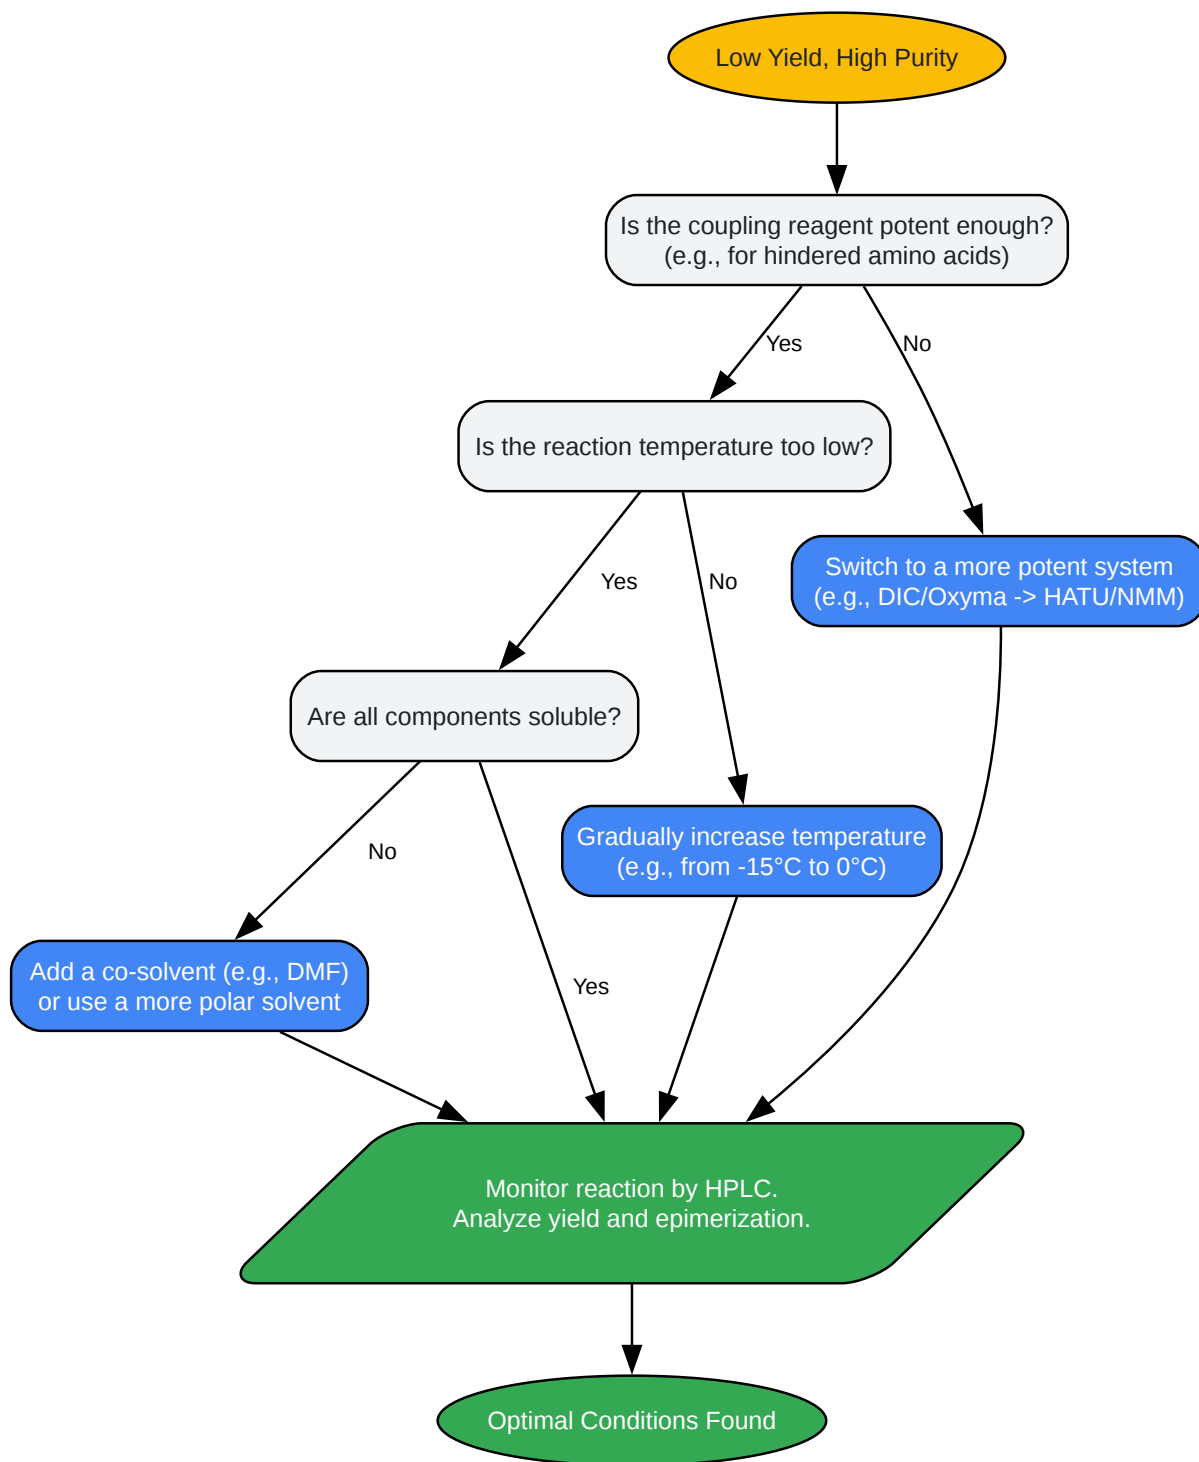 Low Yield, High Purity
Is the coupling reagent potent enough?
(e.g., for hindered amino acids)
Yes
No
Is the reaction temperature too low?
Switch to a more potent system
(e.g., DIC/Oxyma -> HATU/NMM)
Yes
No
Are all components soluble?
Gradually increase temperature
(e.g., from -15°C to 0°C)
No
Add a co-solvent (e.g., DMF)
or use a more polar solvent
Yes
Monitor reaction by HPLC.
Analyze yield and epimerization.
Optimal Conditions Found